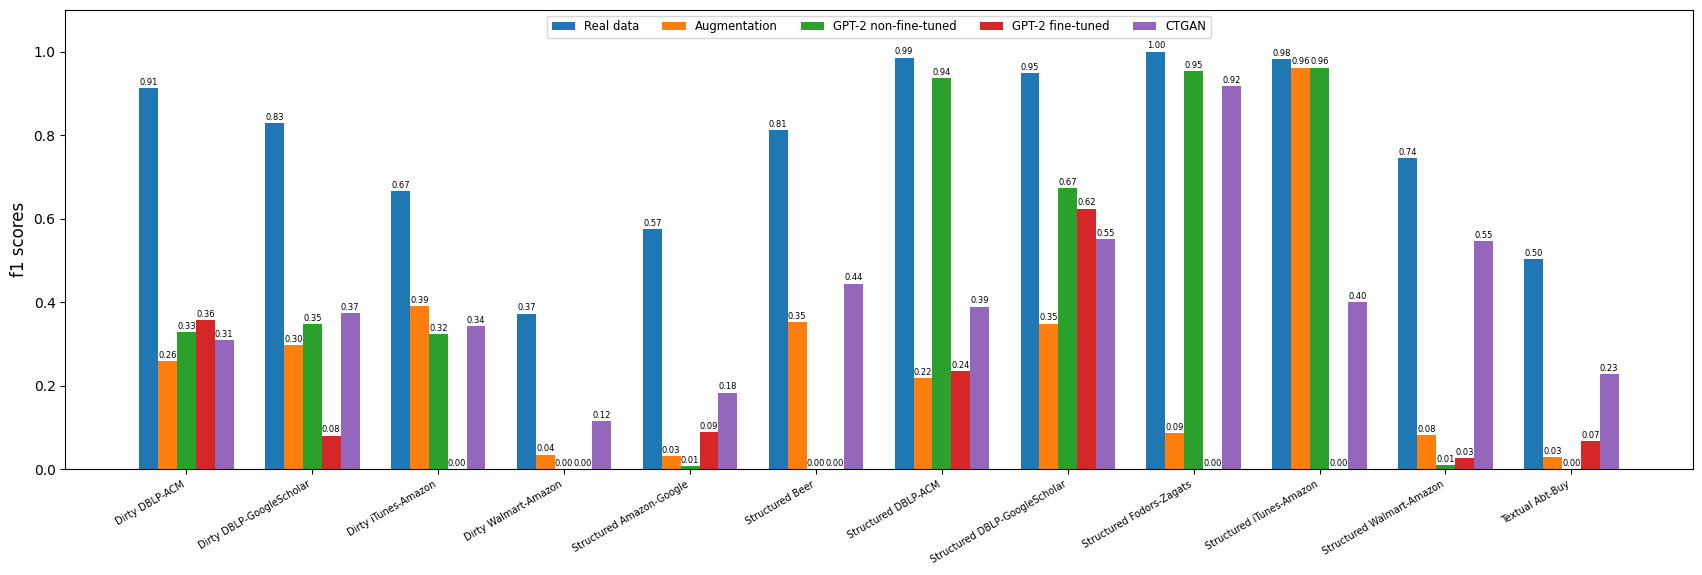 Real data Augmentation GPT-2 non-fine-tuned GPT-2 fine-tuned CTGAN
f1 scores
1.0
0.8
0.6
0.4
0.2
0.0
0.91 0.26 0.33 0.36 0.31
0.83 0.30 0.35 0.08 0.37
0.67 0.39 0.32 0.00 0.34
0.37 0.04 0.00 0.00 0.12
0.57 0.03 0.01 0.09 0.18
0.81 0.35 0.00 0.00 0.44
0.99 0.22 0.94 0.24 0.39
0.95 0.35 0.67 0.62 0.55
1.00 0.09 0.95 0.00 0.92
0.98 0.96 0.96 0.00 0.40
0.74 0.08 0.01 0.03 0.55
0.50 0.03 0.00 0.07 0.23
Dirty DBLP-ACM
Dirty DBLP-GoogleScholar
Dirty iTunes-Amazon
Dirty Walmart-Amazon
Structured Amazon-Google
Structured Beer
Structured DBLP-ACM
Structured DBLP-GoogleScholar
Structured Fodors-Zagats
Structured iTunes-Amazon
Structured Walmart-Amazon
Textual Abt-Buy